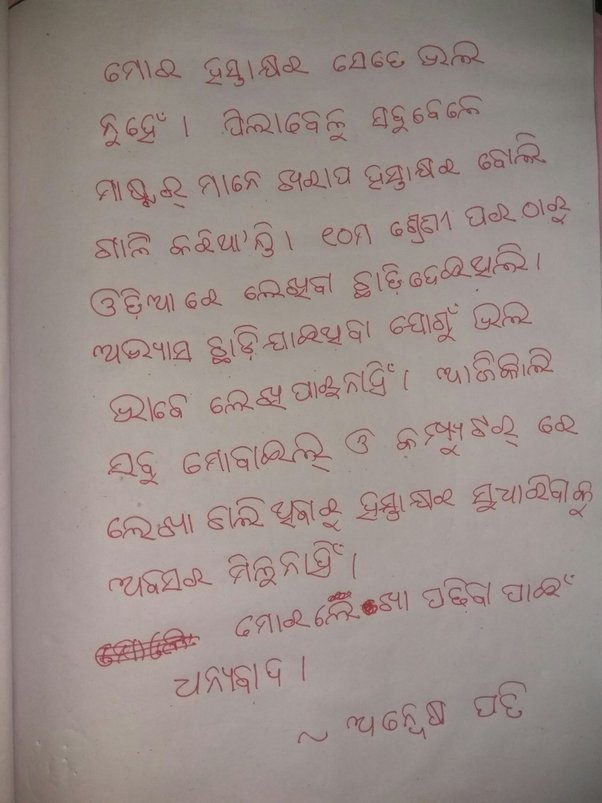 ମୋର ହସ୍ତାକ୍ଷର ସେତେ ଭଲ
ନୁହେଁ । ପିଲାବେଳୁ ସବୁବେଳେ
ମାଷ୍ଟର୍ ମାନେ ଖରାପ ହସ୍ତାକ୍ଷର ବୋଲି
ଗାଳି କରିଥା'ନ୍ତି । ୧୦ମ ଶ୍ରେଣୀ ପର ଠାରୁ
ଓଡ଼ିଆ ରେ ଲେଖିବା ଛାଡ଼ି ଦେଇଥିଲି ।
ଅଭ୍ୟାସ ଛାଡ଼ି ଯାଇଥିବା ଯୋଗୁଁ ଭଲ
ଭାବେ ଲେଖି ପାରୁନାହିଁ । ଆଜିକାଲି
ସବୁ ମୋବାଇଲ୍ ଓ କମ୍ପ୍ୟୁଟର୍ ରେ
ଲେଖା ଚାଲି ଥିବାରୁ ହସ୍ତାକ୍ଷର ସୁଧାରିବାକୁ
ଅବସର ମିଳୁନାହିଁ ।
ମୋର ଲେଖା ପଢିବା ପାଇଁ
ଧନ୍ୟବାଦ ।
~ ଅନ୍ୱେଷ ପତି